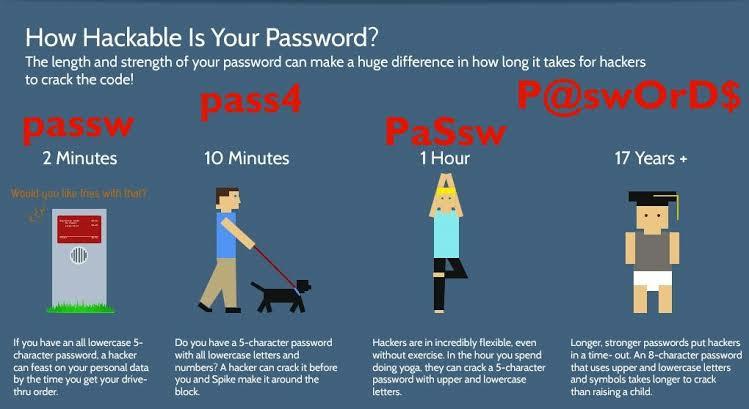 How Hackable Is Your Password?
The length and strength of your password can make a huge difference in how long it takes for hackers
to crack the code!
passw
pass4
PaSsw
P@swOrD$
2 Minutes
10 Minutes
1 Hour
17 Years +
Would you like fries with that?
If you have an all lowercase 5-
character password, a hacker
can feast on your personal data
by the time you get your drive-
thru order.
Do you have a 5-character password
with all lowercase letters and
numbers? A hacker can crack it before
you and Spike make it around the
block.
Hackers are in incredibly flexible, even
without exercise. In the hour you spend
doing yoga, they can crack a 5-character
password with upper and lowercase
letters.
Longer, stronger passwords put hackers
in a time- out. An 8-character password
that uses upper and lowercase letters
and symbols takes longer to crack
than raising a child.